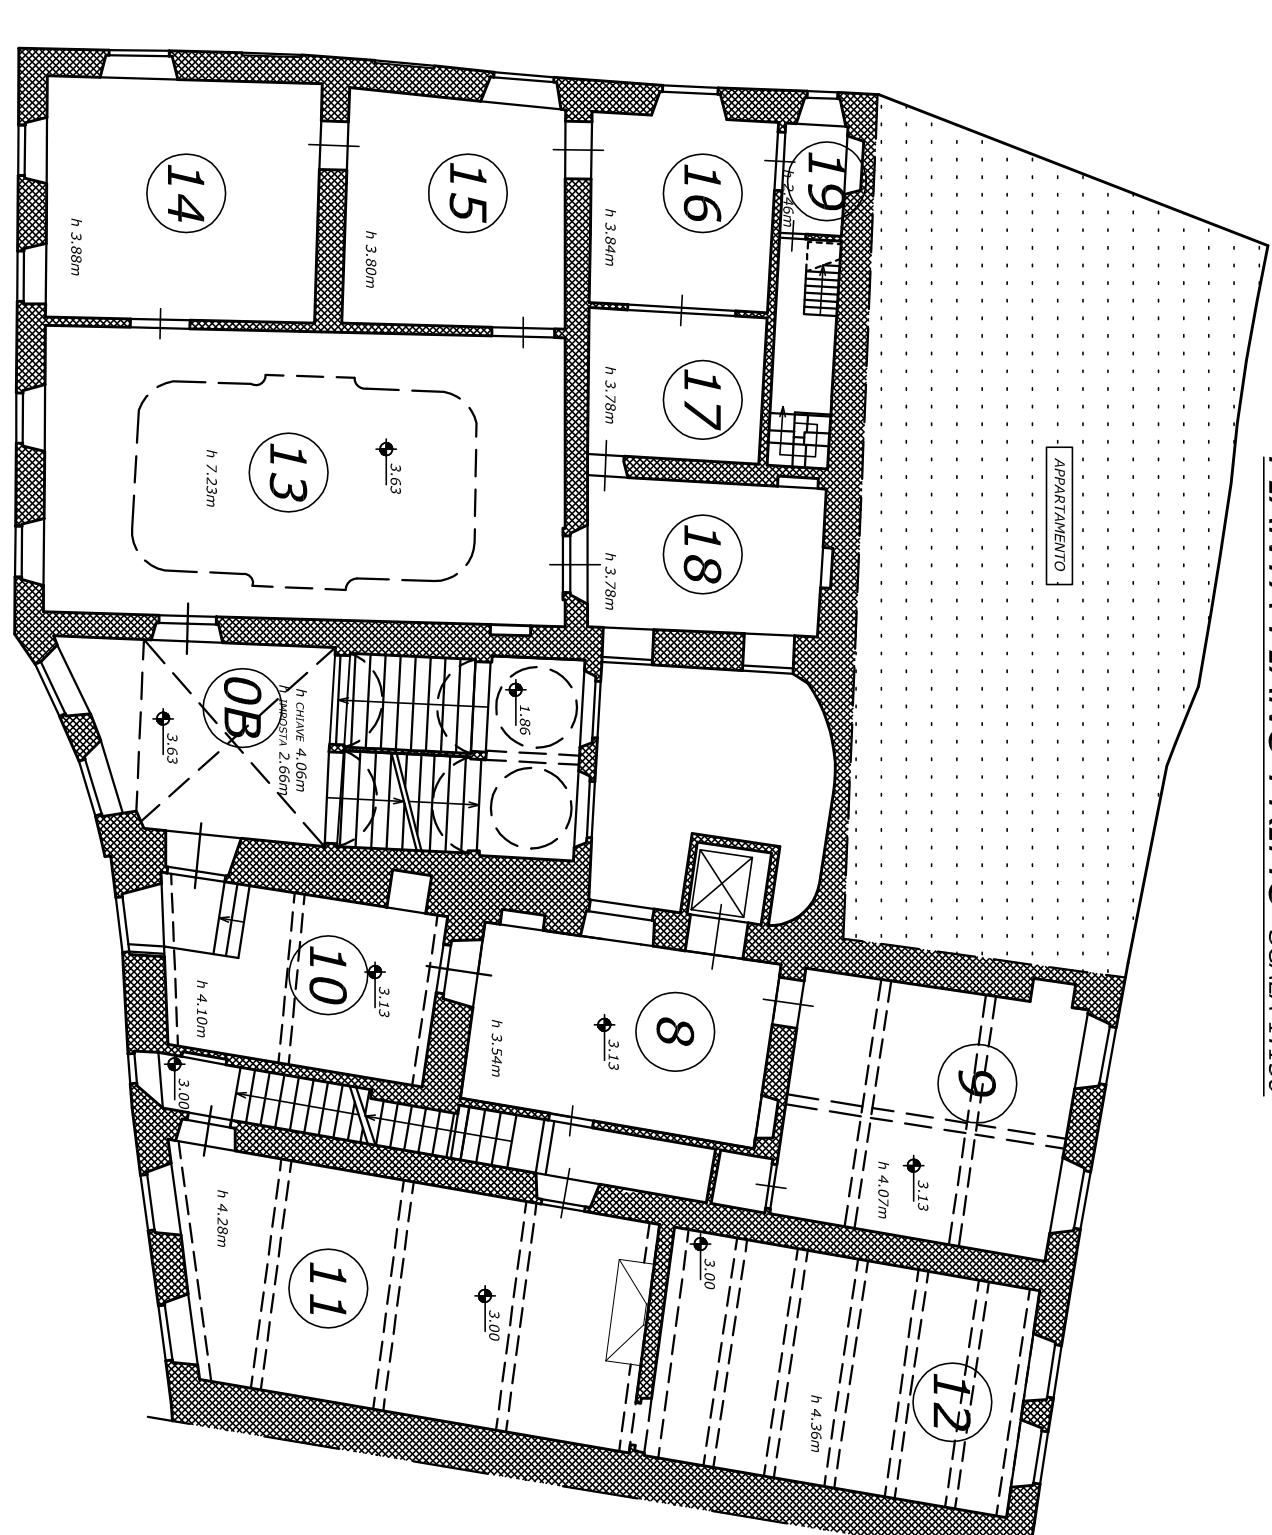 14
h 3.88m
15
h 3.80m
16
h 3.84m
19
h 2.46m
17
h 3.78m
18
h 3.78m
13
h 7.23m
3.63
APPARTAMENTO
0B
h CHIAVE 4.06m
h IMPOSTA 2.66m
3.63
1.86
10
3.13
h 4.10m
3.00
8
3.13
h 3.54m
9
3.13
h 4.07m
11
h 4.28m
3.00
12
3.00
h 4.36m